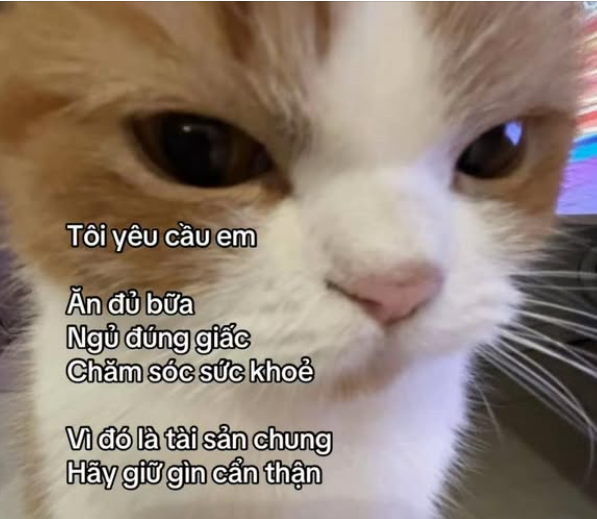 Tôi yêu cầu em
Ăn đủ bữa
Ngủ đúng giấc
Chăm sóc sức khoẻ
Vì đó là tài sản chung
Hãy giữ gìn cẩn thận